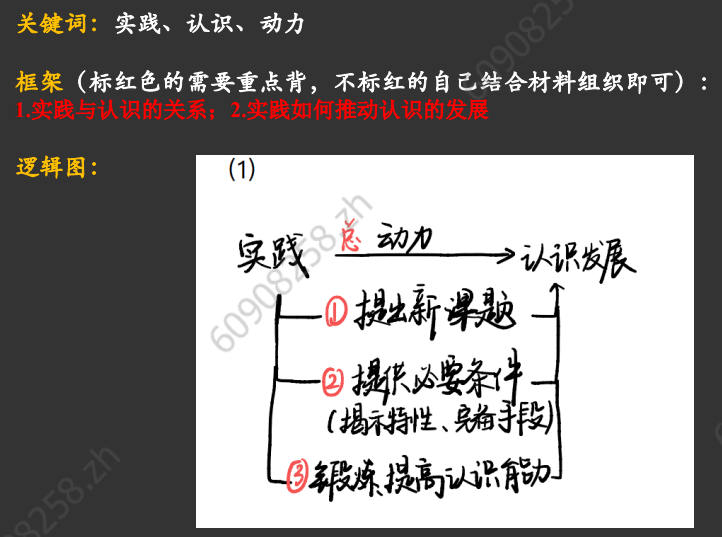 关键词：实践、认识、动力
框架（标红色的需要重点背，不标红的自己结合材料组织即可）：
1.实践与认识的关系；2.实践如何推动认识的发展
逻辑图：
(1)
实践 总 动力 认识发展
① 提出新课题
② 提供必要条件
（揭示特性、完备手段）
③ 锻炼、提高认识能力
60908258.zh
6090825
8258.zh